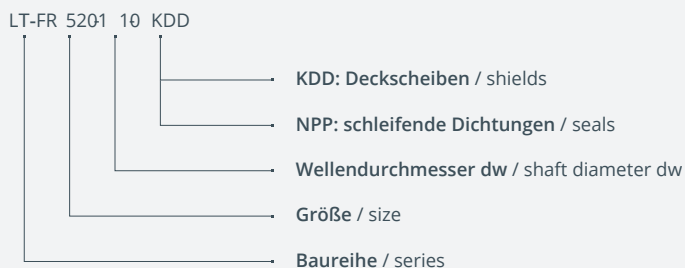 LT-FR 5201-10-KDD
KDD: Deckscheiben / shields
NPP: schleifende Dichtungen / seals
Wellendurchmesser dw / shaft diameter dw
Größe / size
Baureihe / series